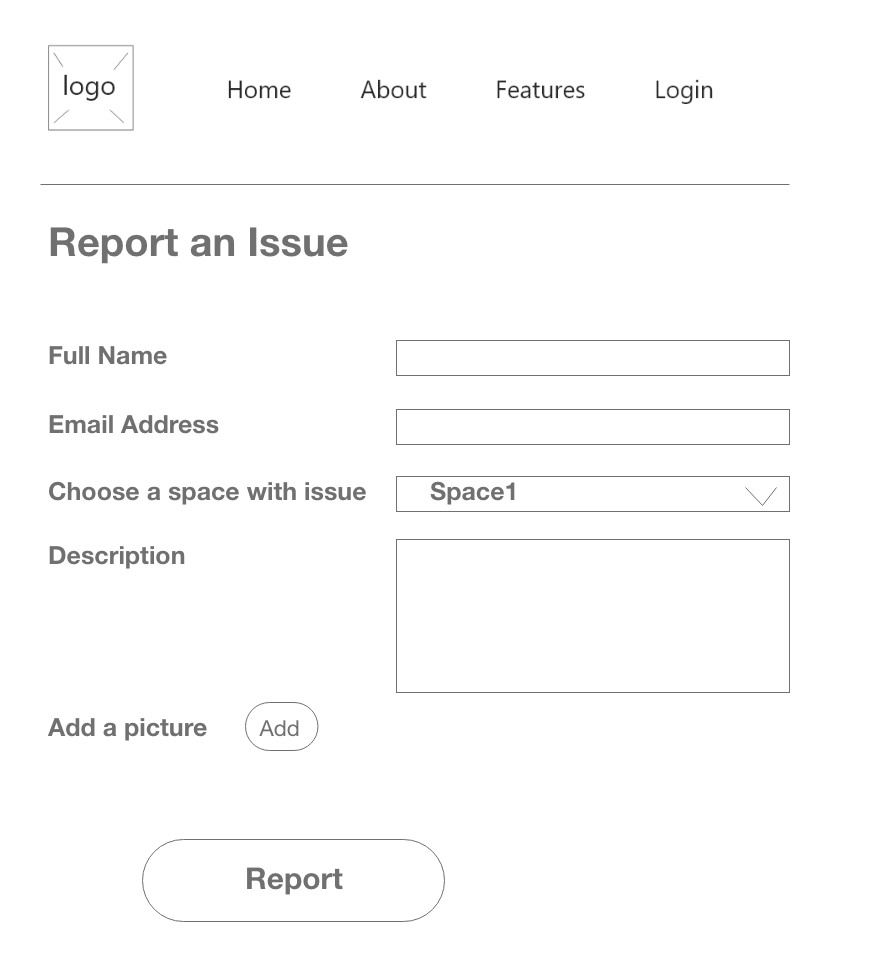 logo
Home About Features Login
Report an Issue
Full Name
Email Address
Choose a space with issue Space1
Description
Add a picture Add
Report